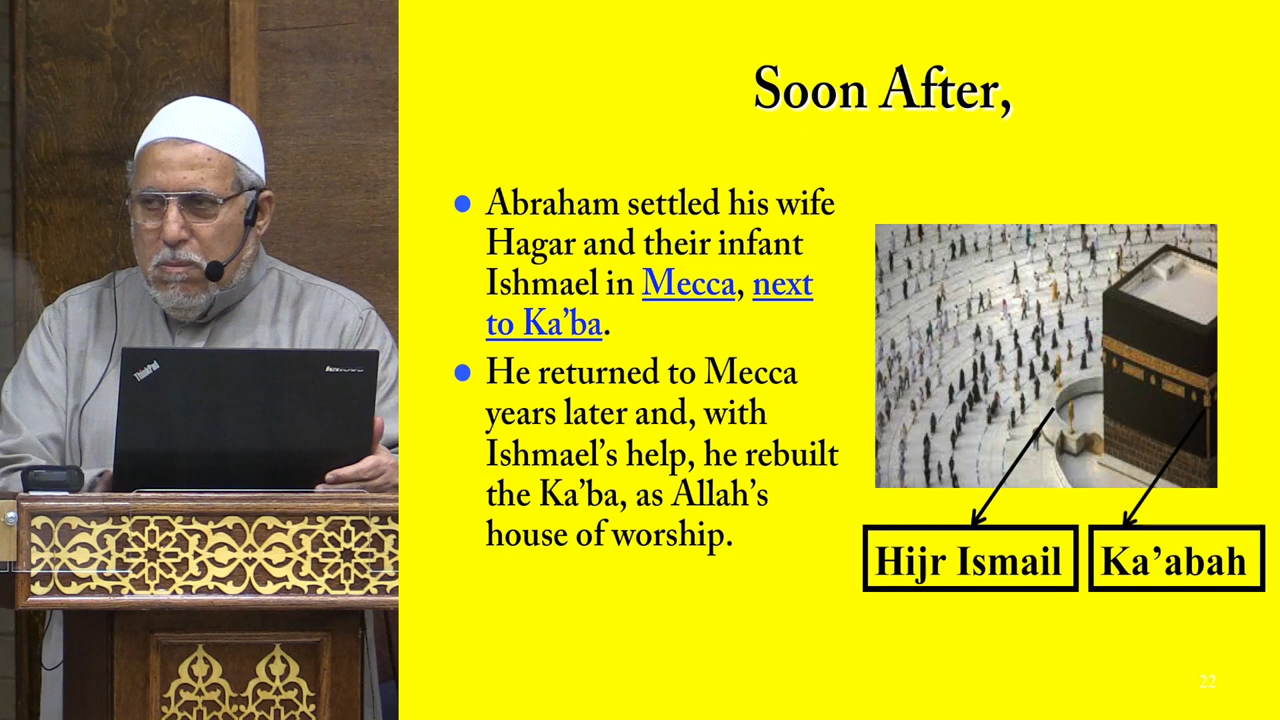 Soon After,
Abraham settled his wife
Hagar and their infant
Ishmael in Mecca, next
to Ka'ba.
He returned to Mecca
years later and, with
Ishmael's help, he rebuilt
the Ka'ba, as Allah's
house of worship.
Hijr Ismail
Ka'abah
22
ThinkPad